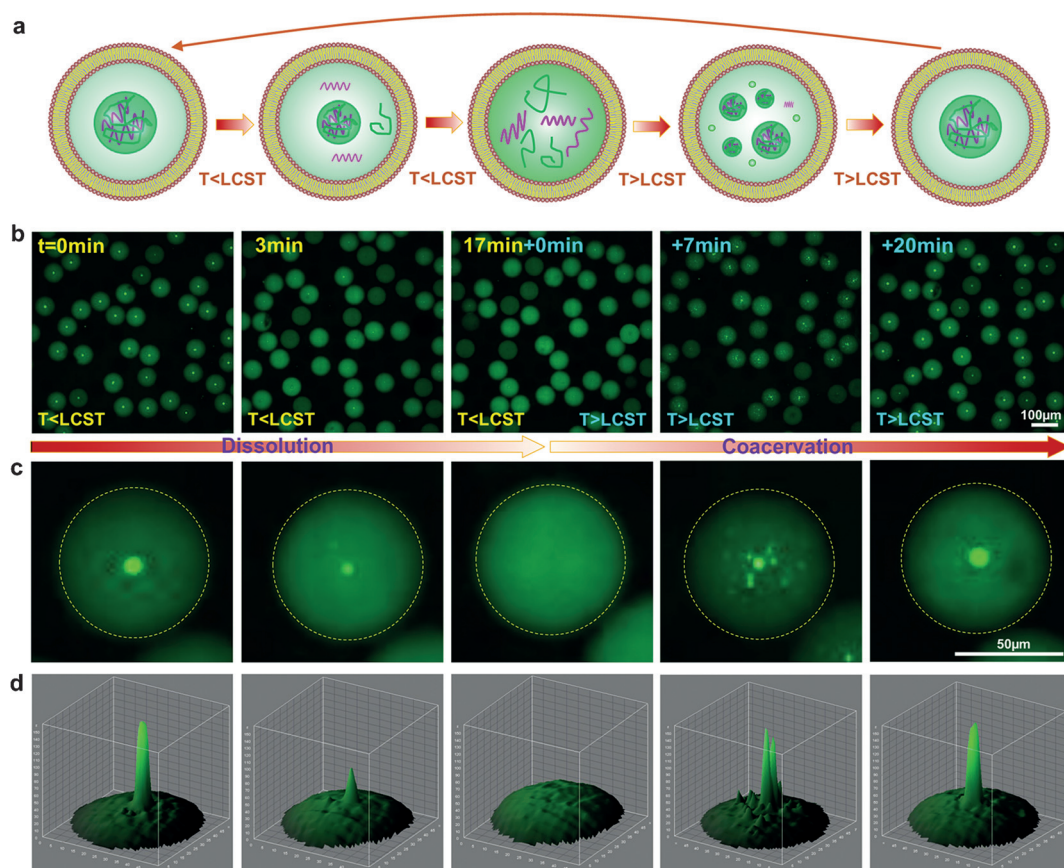 a
T<LCST
T<LCST
T>LCST
T>LCST
b
t=0min
3min
17min+0min
+7min
+20min
T<LCST
T<LCST
T<LCST
T>LCST
T>LCST
T>LCST
100μm
Dissolution
Coacervation
c
50μm
d